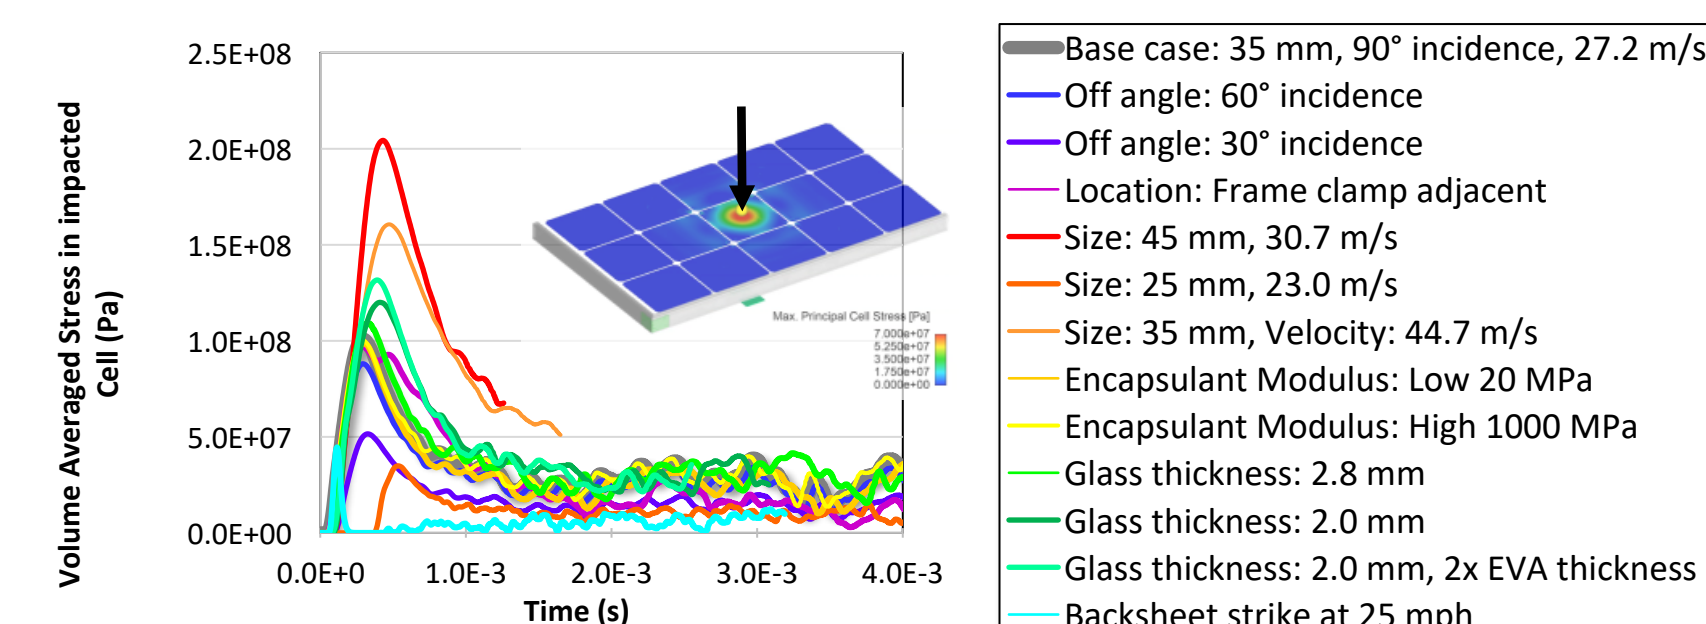 2.5E+08
2.0E+08
1.5E+08
1.0E+08
5.0E+07
0.0E+00
Volume Averaged Stress in impacted
Cell (Pa)
0.0E+0 1.0E-3 2.0E-3 3.0E-3 4.0E-3
Time (s)
Max. Principal Cell Stress [Pa]
7.000e+07
5.250e+07
3.500e+07
1.750e+07
0.000e+00
Base case: 35 mm, 90° incidence, 27.2 m/s
Off angle: 60° incidence
Off angle: 30° incidence
Location: Frame clamp adjacent
Size: 45 mm, 30.7 m/s
Size: 25 mm, 23.0 m/s
Size: 35 mm, Velocity: 44.7 m/s
Encapsulant Modulus: Low 20 MPa
Encapsulant Modulus: High 1000 MPa
Glass thickness: 2.8 mm
Glass thickness: 2.0 mm
Glass thickness: 2.0 mm, 2x EVA thickness
Backsheet strike at 25 mph